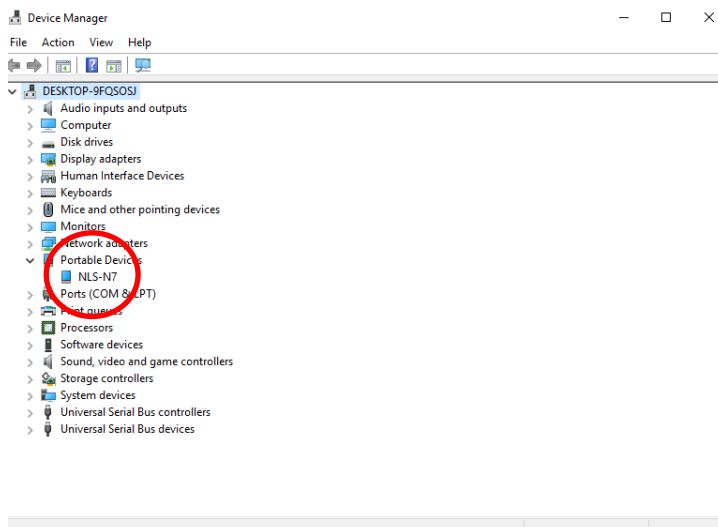 Device Manager
File Action View Help
DESKTOP-9FQSOSJ
Audio inputs and outputs
Computer
Disk drives
Display adapters
Human Interface Devices
Keyboards
Mice and other pointing devices
Monitors
Network adapters
Portable Devices
NLS-N7
Ports (COM & LPT)
Print queues
Processors
Software devices
Sound, video and game controllers
Storage controllers
System devices
Universal Serial Bus controllers
Universal Serial Bus devices